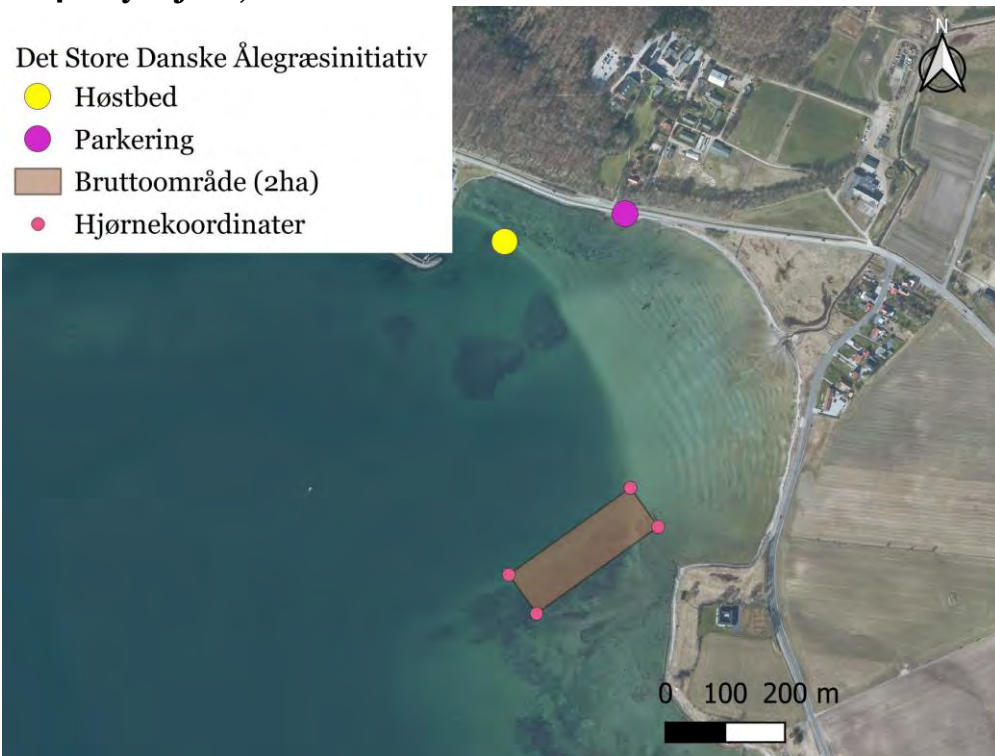 Det Store Danske Ålegræsinitiativ
Høstbed
Parkering
Bruttoområde (2ha)
Hjørnekoordinater
N
0 100 200 m